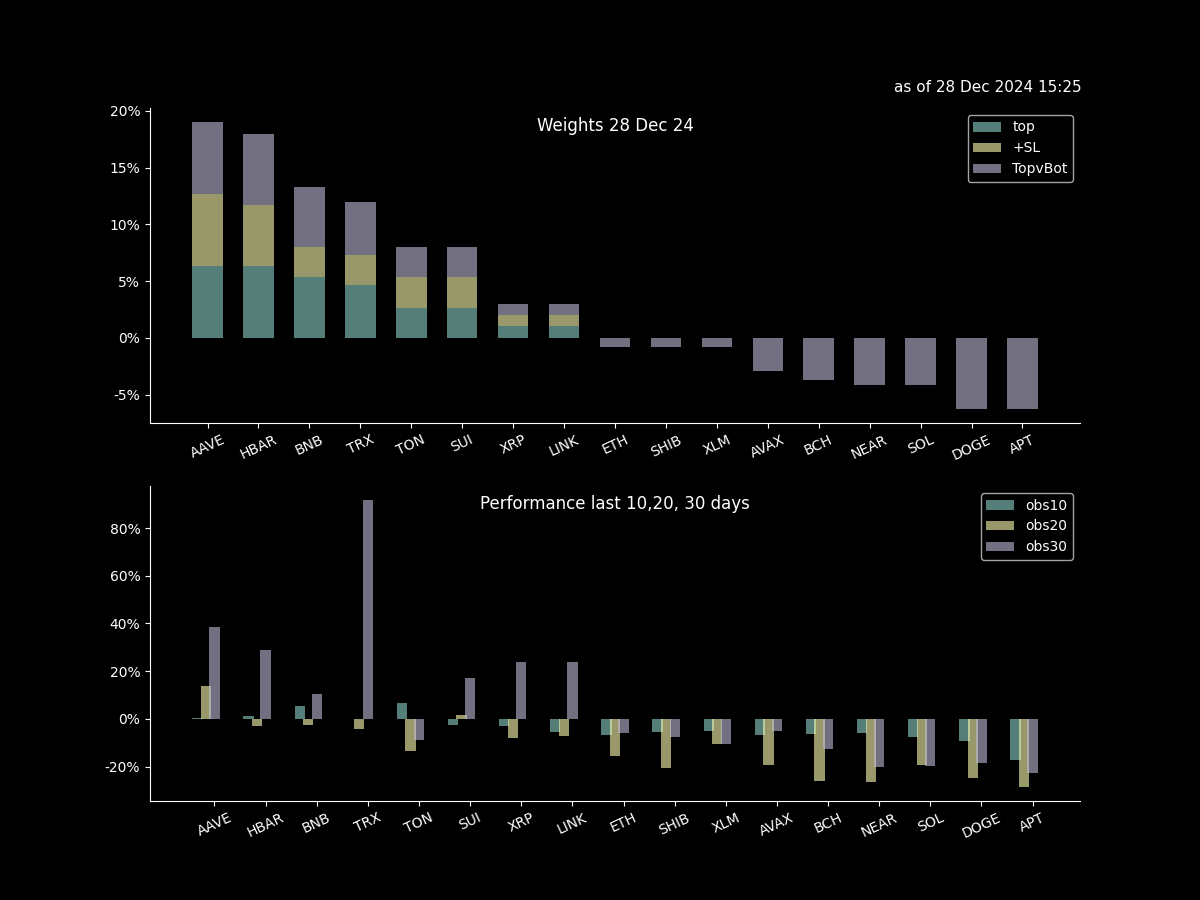 as of 28 Dec 2024 15:25
Weights 28 Dec 24
top
+SL
TopvBot
20%
15%
10%
5%
0%
-5%
AAVE HBAR BNB TRX TON SUI XRP LINK ETH SHIB XLM AVAX BCH NEAR SOL DOGE APT
Performance last 10,20, 30 days
obs10
obs20
obs30
80%
60%
40%
20%
0%
-20%
AAVE HBAR BNB TRX TON SUI XRP LINK ETH SHIB XLM AVAX BCH NEAR SOL DOGE APT